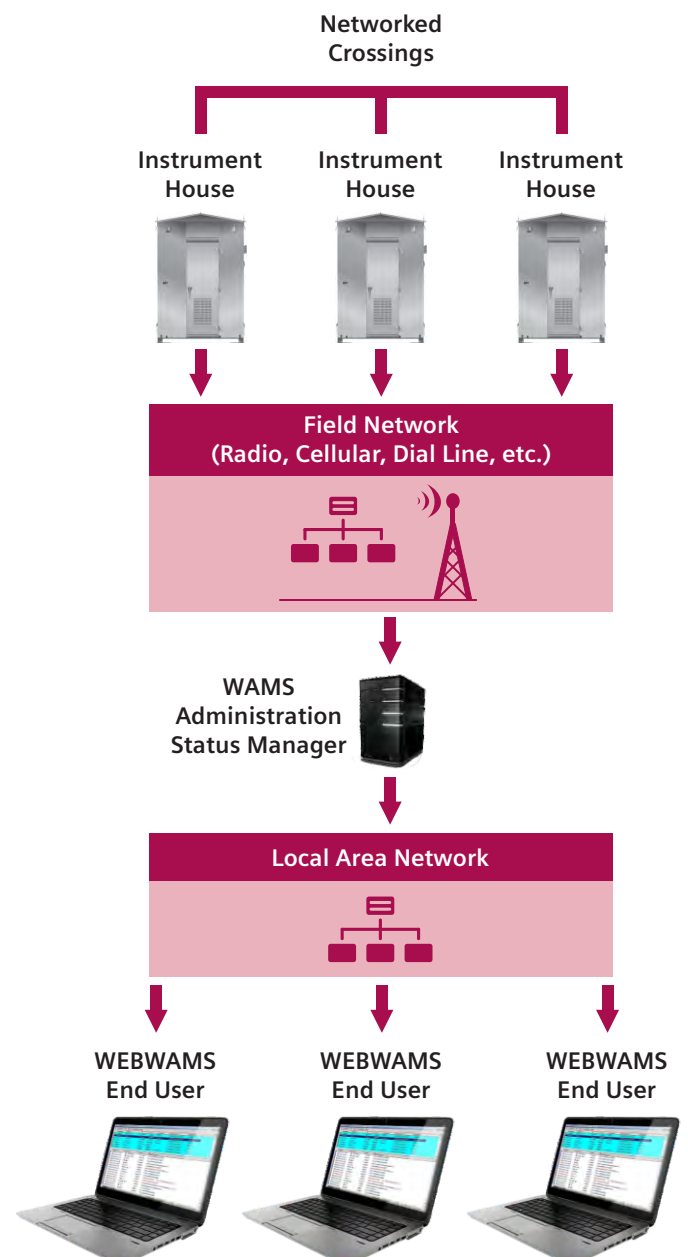 Networked
Crossings
Instrument
House
Instrument
House
Instrument
House
Field Network
(Radio, Cellular, Dial Line, etc.)
WAMS
Administration
Status Manager
Local Area Network
WEBWAMS
End User
WEBWAMS
End User
WEBWAMS
End User